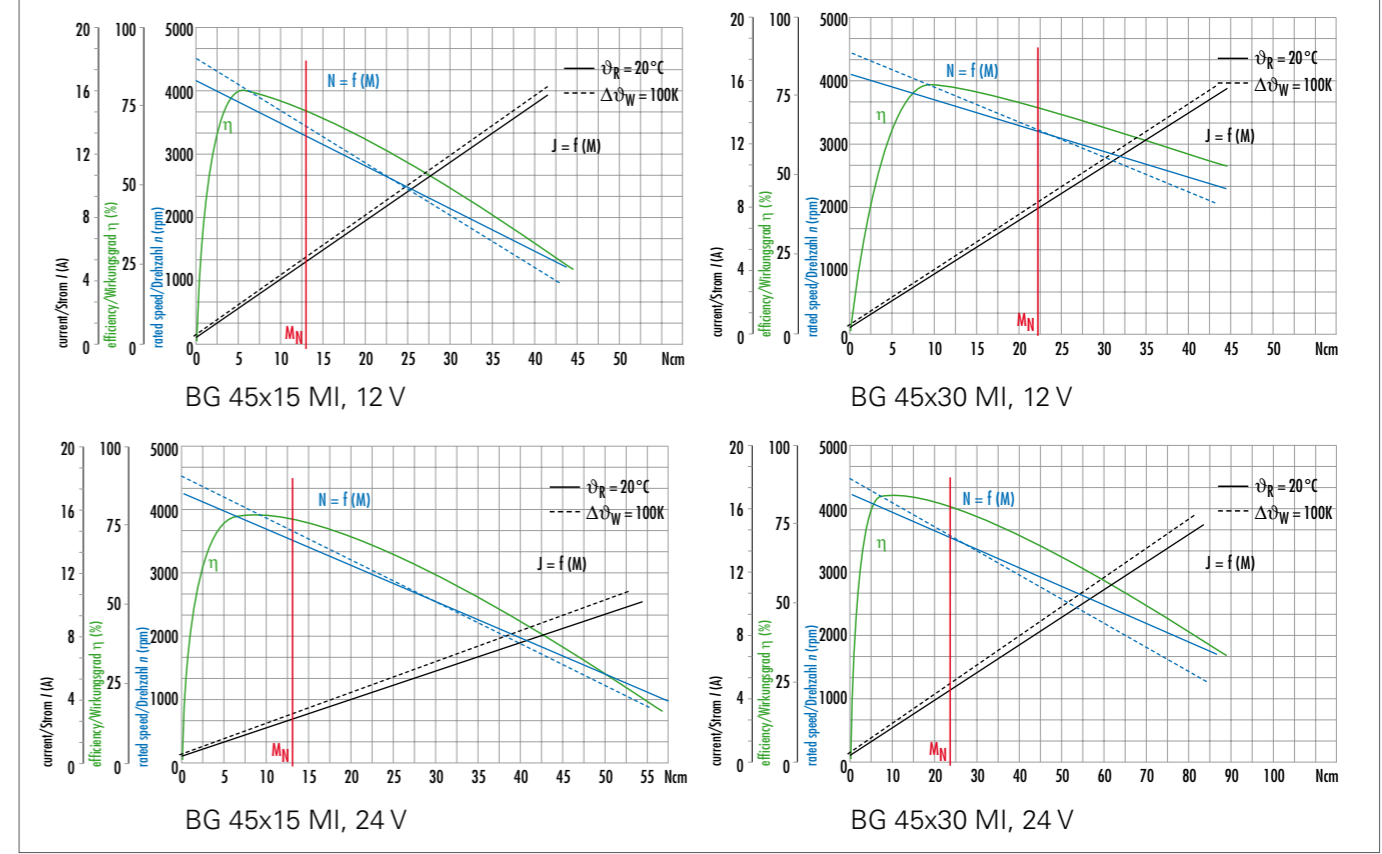 20 100 5000
16 4000
75
12 3000
50
8 2000
25
4 1000
0 0 0
current/Strom I (A)
efficiency/Wirkungsgrad η (%)
rated speed/Drehzahl n (rpm)
N = f (M)
η
ϑR = 20°C
ΔϑW = 100K
J = f (M)
MN
0 5 10 15 20 25 30 35 40 45 50 Ncm
BG 45x15 MI, 12 V
20 100 5000
16 4000
75
12 3000
50
8 2000
25
4 1000
0 0 0
current/Strom I (A)
efficiency/Wirkungsgrad η (%)
rated speed/Drehzahl n (rpm)
N = f (M)
η
ϑR = 20°C
ΔϑW = 100K
J = f (M)
MN
0 5 10 15 20 25 30 35 40 45 50 Ncm
BG 45x30 MI, 12 V
20 100 5000
16 4000
75
12 3000
50
8 2000
25
4 1000
0 0 0
current/Strom I (A)
efficiency/Wirkungsgrad η (%)
rated speed/Drehzahl n (rpm)
N = f (M)
η
ϑR = 20°C
ΔϑW = 100K
J = f (M)
MN
0 5 10 15 20 25 30 35 40 45 50 55 Ncm
BG 45x15 MI, 24 V
20 100 5000
16 4000
75
12 3000
50
8 2000
25
4 1000
0 0 0
current/Strom I (A)
efficiency/Wirkungsgrad η (%)
rated speed/Drehzahl n (rpm)
N = f (M)
η
ϑR = 20°C
ΔϑW = 100K
J = f (M)
MN
0 10 20 30 40 50 60 70 80 90 100 Ncm
BG 45x30 MI, 24 V